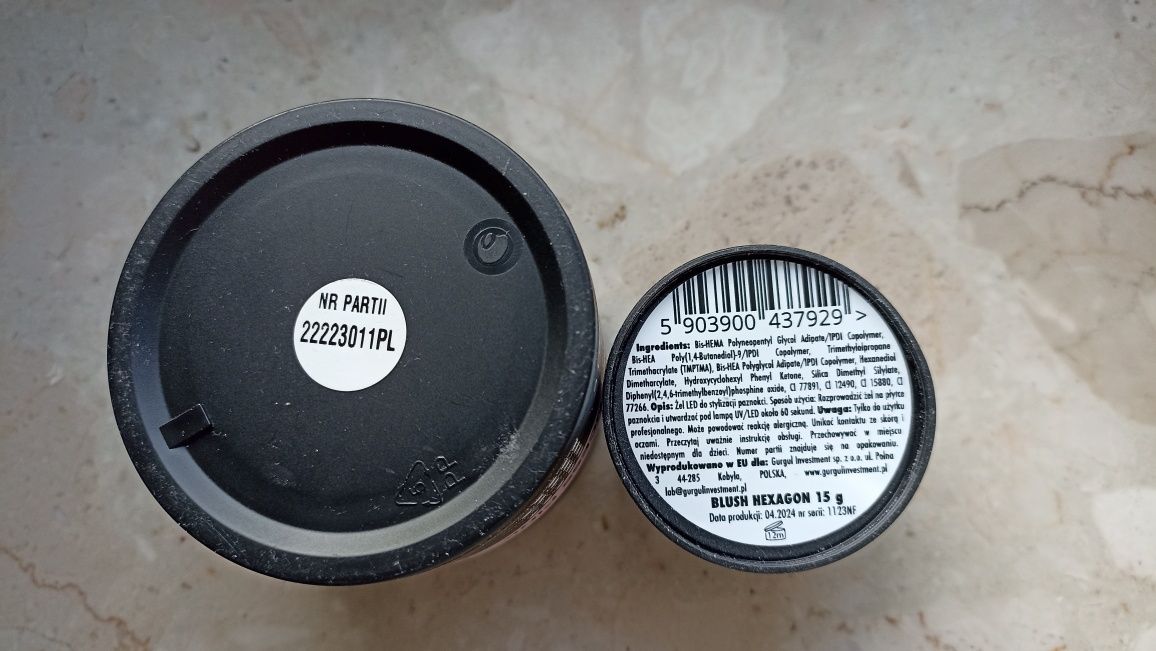 NR PARTII
22223011PL
5
PP
5 903900 437929 >
Ingredients: Bis-HEMA Polyneopentyl Glycol Adipate/IPDI Copolymer,
Bis-HEA Poly(1,4-Butanediol)-9/IPDI Copolymer, Trimethyloipropane
Trimethacrylate (TMPTMA), Bis-HEA Polyglycol Adipate/IPDI Copolymer, Hexanediol
Dimetharcylate, Hydroxycyclohexyl Phenyl Ketone, Silica Dimethyl Silylate,
Diphenyl(2,4,6-trimethylbenzoyl)phosphine oxide, CI 77891, CI 12490, CI 15880, CI
77266. Opis: Żel LED do stylizacji paznokci. Sposób użycia: Rozprowadzić żel na płytce
paznokcia i utwardzać pod lampą UV/LED około 60 sekund. Uwaga: Tylko do użytku
profesjonalnego. Może powodować reakcję alergiczną. Unikać kontaktu ze skórą i
oczami. Przeczytaj uważnie instrukcję obsługi. Przechowywać w miejscu
niedostępnym dla dzieci. Numer partii znajduje się na opakowaniu.
Wyprodukowano w EU dla: Gurgul Investment sp. z o.o. ul. Polna
3 44-285 Kobyla, POLSKA, www.gurgulinvestment.pl
lab@gurgulinvestment.pl
BLUSH HEXAGON 15 g
Data produkcji: 04.2024 nr serii: 1123NF
12m